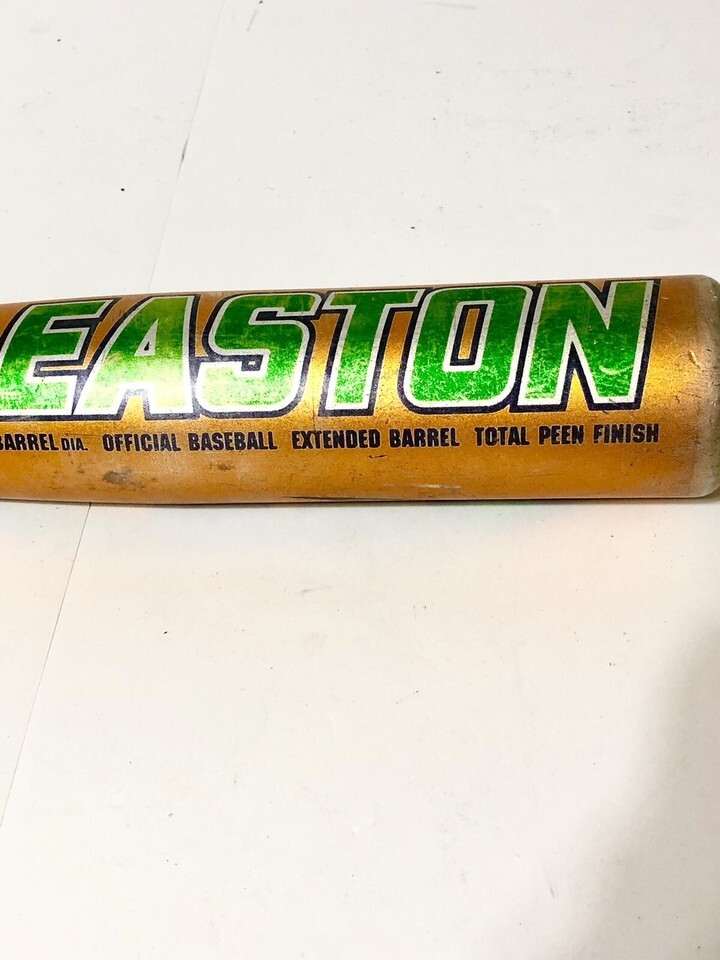 EASTON
BARREL DIA. OFFICIAL BASEBALL EXTENDED BARREL TOTAL PEEN FINISH